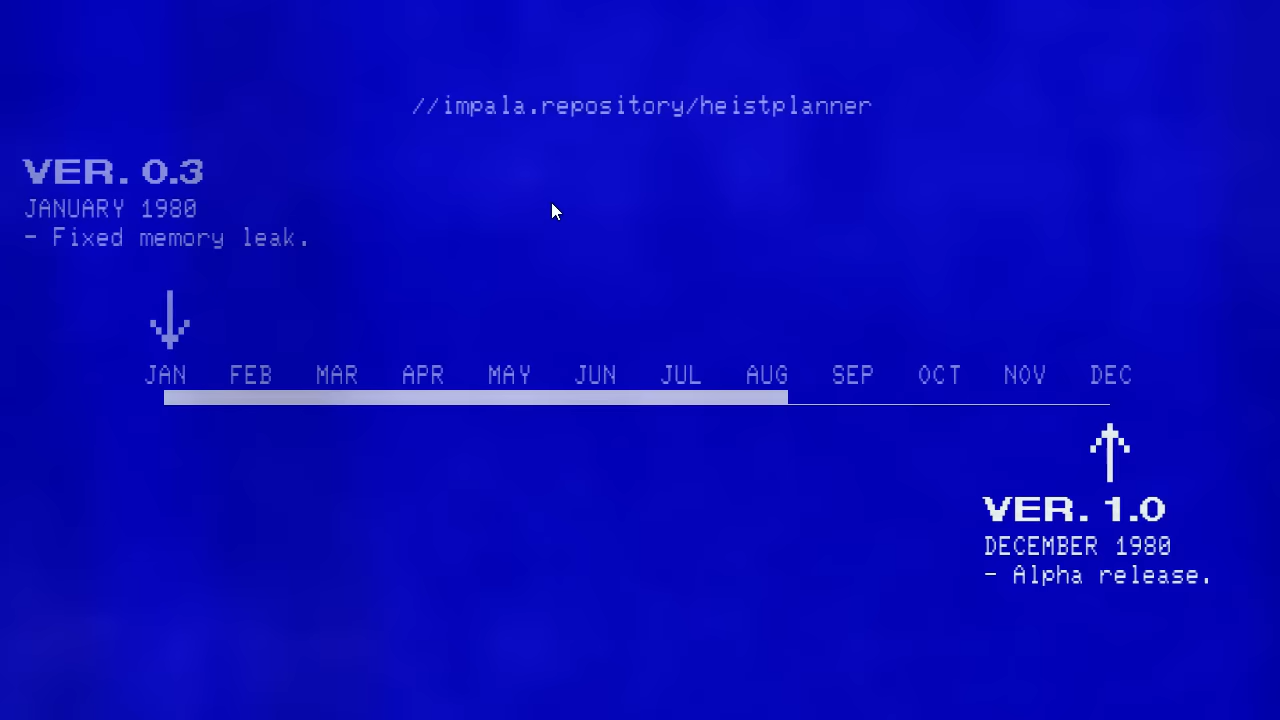 //impala.repository/heistplanner
VER. 0.3
JANUARY 1980
- Fixed memory leak.
JAN FEB MAR APR MAY JUN JUL AUG SEP OCT NOV DEC
VER. 1.0
DECEMBER 1980
- Alpha release.